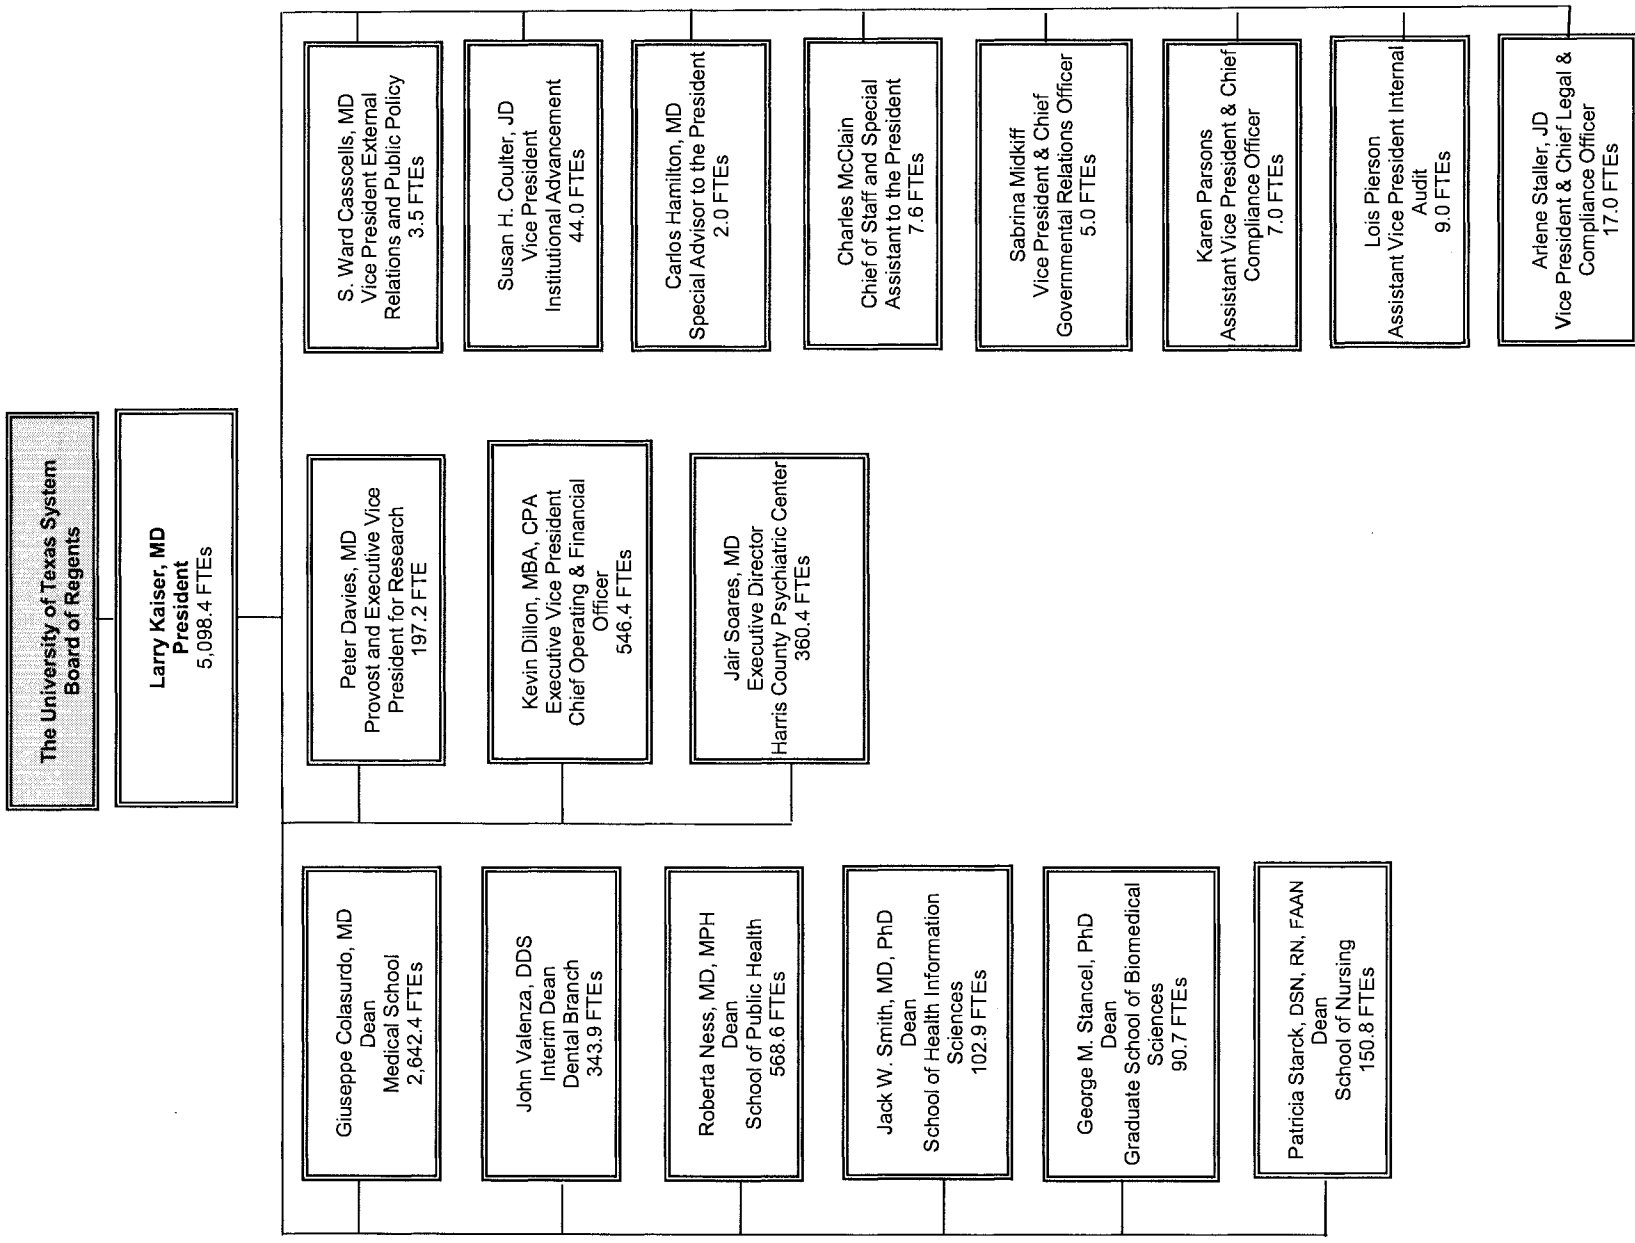 The University of Texas System
Board of Regents
Larry Kaiser, MD
President
5,098.4 FTEs
Giuseppe Colasurdo, MD
Dean
Medical School
2,642.4 FTEs
John Valenza, DDS
Interim Dean
Dental Branch
343.9 FTEs
Roberta Ness, MD, MPH
Dean
School of Public Health
568.6 FTEs
Jack W. Smith, MD, PhD
Dean
School of Health Information
Sciences
102.9 FTEs
George M. Stancel, PhD
Dean
Graduate School of Biomedical
Sciences
90.7 FTEs
Patricia Starck, DSN, RN, FAAN
Dean
School of Nursing
150.8 FTEs
Peter Davies, MD
Provost and Executive Vice
President for Research
197.2 FTE
Kevin Dillon, MBA, CPA
Executive Vice President
Chief Operating & Financial
Officer
546.4 FTEs
Jair Soares, MD
Executive Director
Harris County Psychiatric Center
360.4 FTEs
S. Ward Casscells, MD
Vice President External
Relations and Public Policy
3.5 FTEs
Susan H. Coulter, JD
Vice President
Institutional Advancement
44.0 FTEs
Carlos Hamilton, MD
Special Advisor to the President
2.0 FTEs
Charles McClain
Chief of Staff and Special
Assistant to the President
7.6 FTEs
Sabrina Midkiff
Vice President & Chief
Governmental Relations Officer
5.0 FTEs
Karen Parsons
Assistant Vice President & Chief
Compliance Officer
7.0 FTEs
Lois Pierson
Assistant Vice President Internal
Audit
9.0 FTEs
Arlene Staller, JD
Vice President & Chief Legal &
Compliance Officer
17.0 FTEs